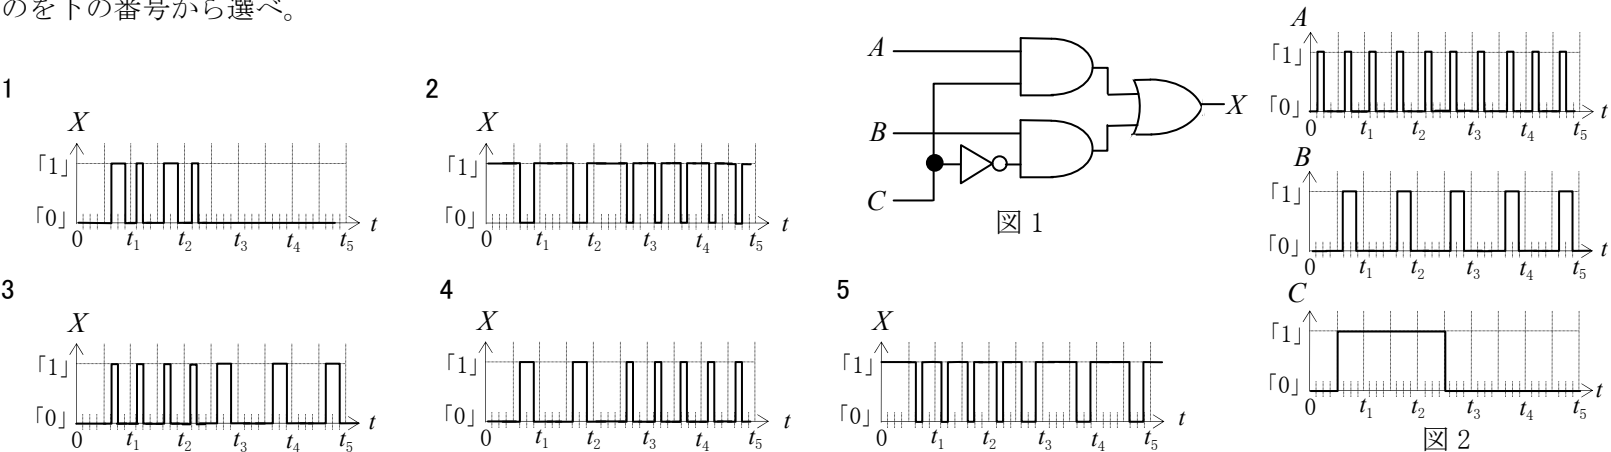 のを下の番号から選べ。
1
X
「1」
「0」
0 t₁ t₂ t₃ t₄ t₅ t
2
X
「1」
「0」
0 t₁ t₂ t₃ t₄ t₅ t
3
X
「1」
「0」
0 t₁ t₂ t₃ t₄ t₅ t
4
X
「1」
「0」
0 t₁ t₂ t₃ t₄ t₅ t
5
X
「1」
「0」
0 t₁ t₂ t₃ t₄ t₅ t
A
B
C
X
図 1
A
「1」
「0」
0 t₁ t₂ t₃ t₄ t₅ t
B
「1」
「0」
0 t₁ t₂ t₃ t₄ t₅ t
C
「1」
「0」
0 t₁ t₂ t₃ t₄ t₅ t
図 2